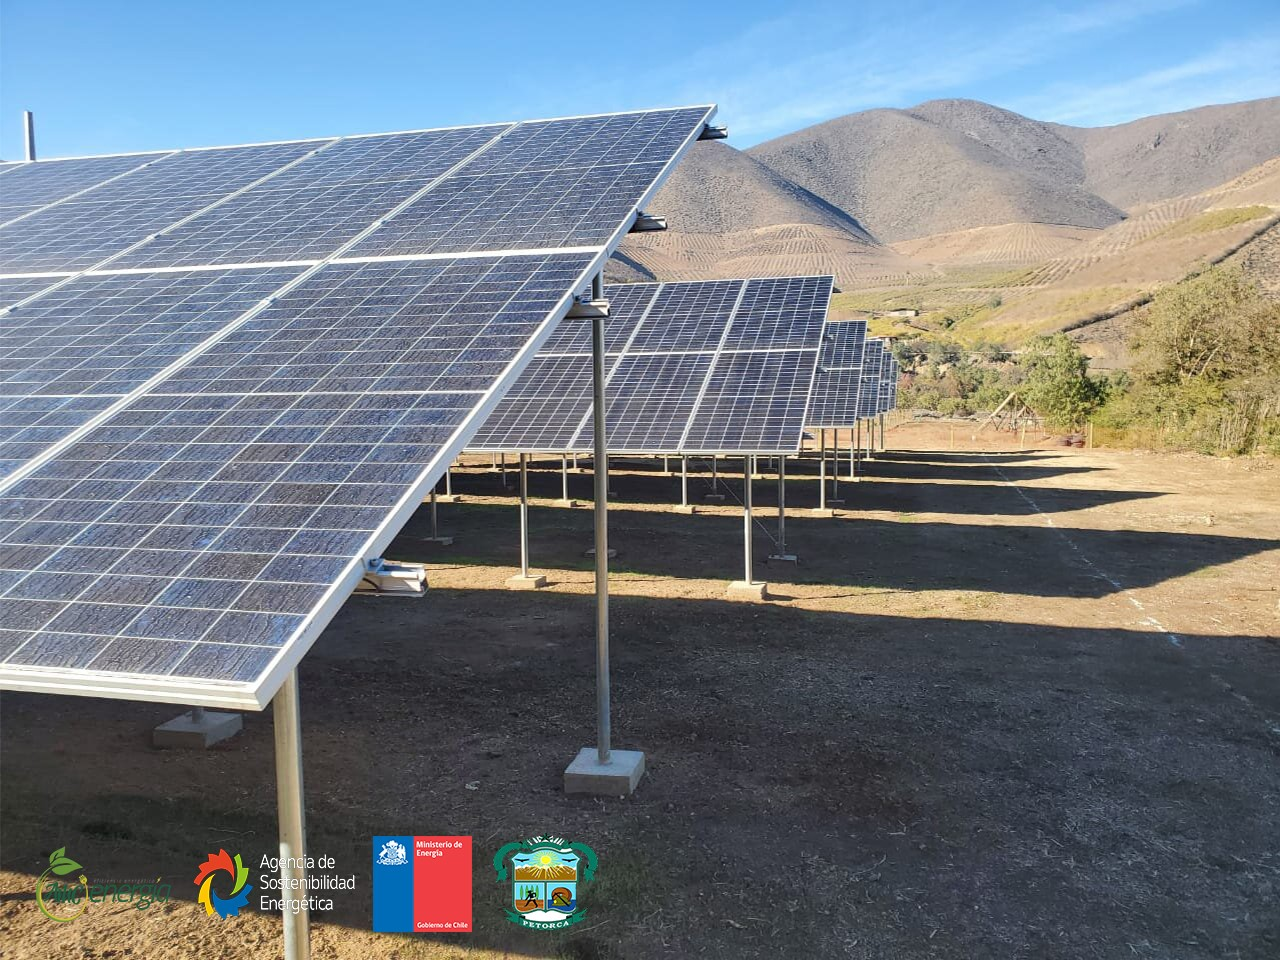 energía
Agencia de
Sostenibilidad
Energética
Ministerio de
Energía
Gobierno de Chile
PETORCA